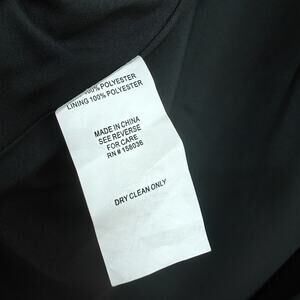 100% POLYESTER
LINING 100% POLYESTER
MADE IN CHINA
SEE REVERSE
FOR CARE
RN # 158036
DRY CLEAN ONLY